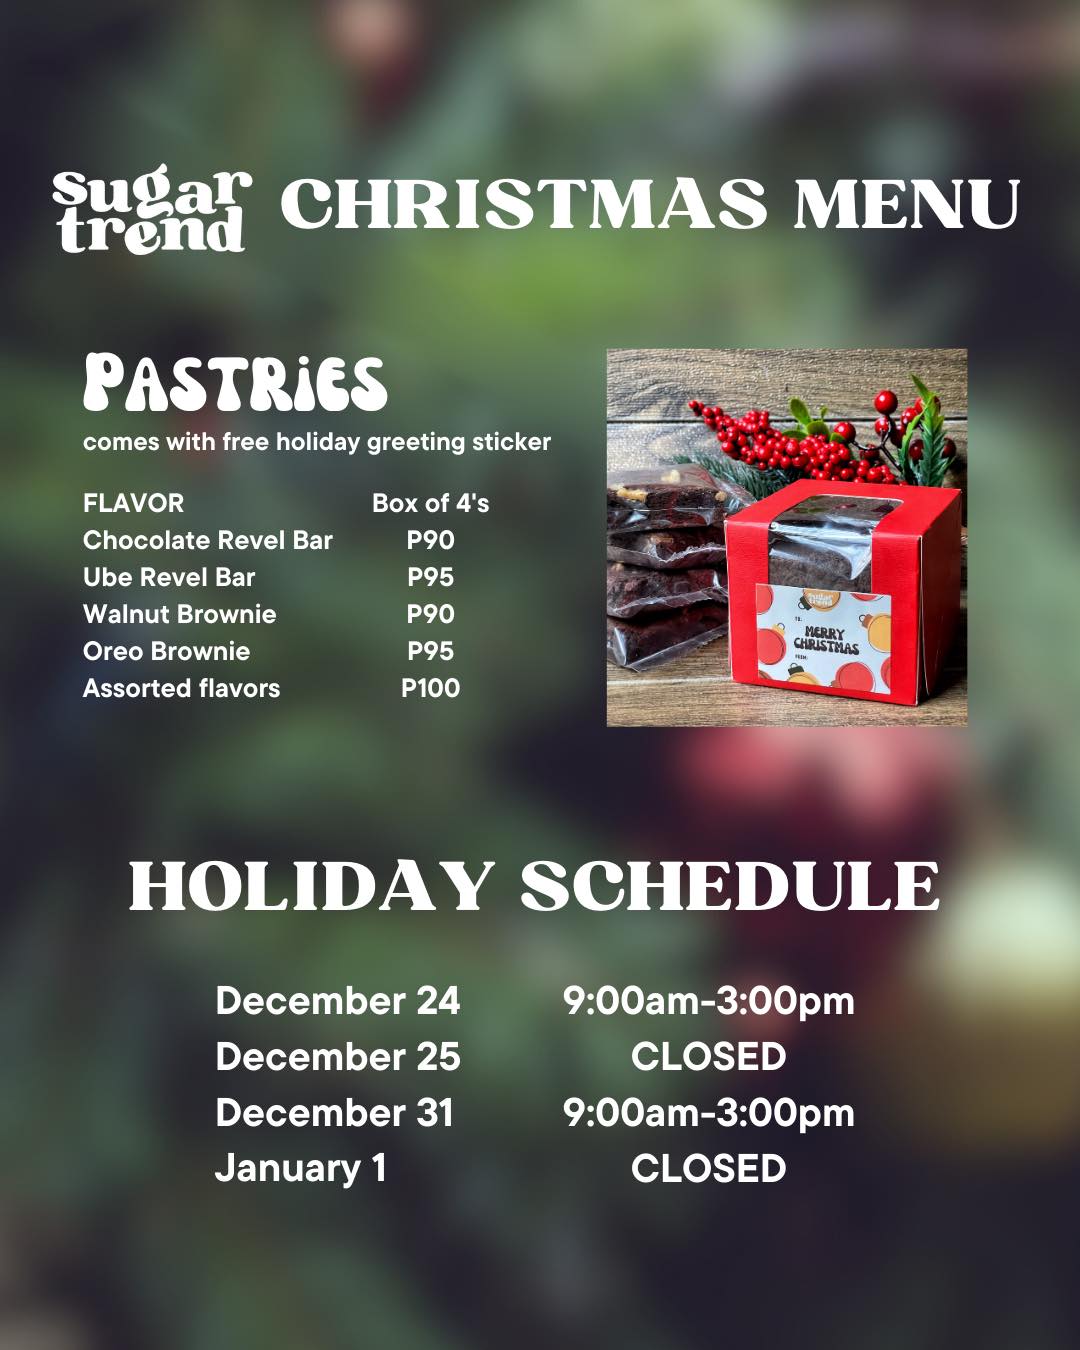 sugar
trend
CHRISTMAS MENU
PASTRiES
comes with free holiday greeting sticker
FLAVOR Box of 4's
Chocolate Revel Bar P90
Ube Revel Bar P95
Walnut Brownie P90
Oreo Brownie P95
Assorted flavors P100
sugar
trend
TO:
MERRY
CHRISTMAS
FROM:
HOLIDAY SCHEDULE
December 24 9:00am-3:00pm
December 25 CLOSED
December 31 9:00am-3:00pm
January 1 CLOSED